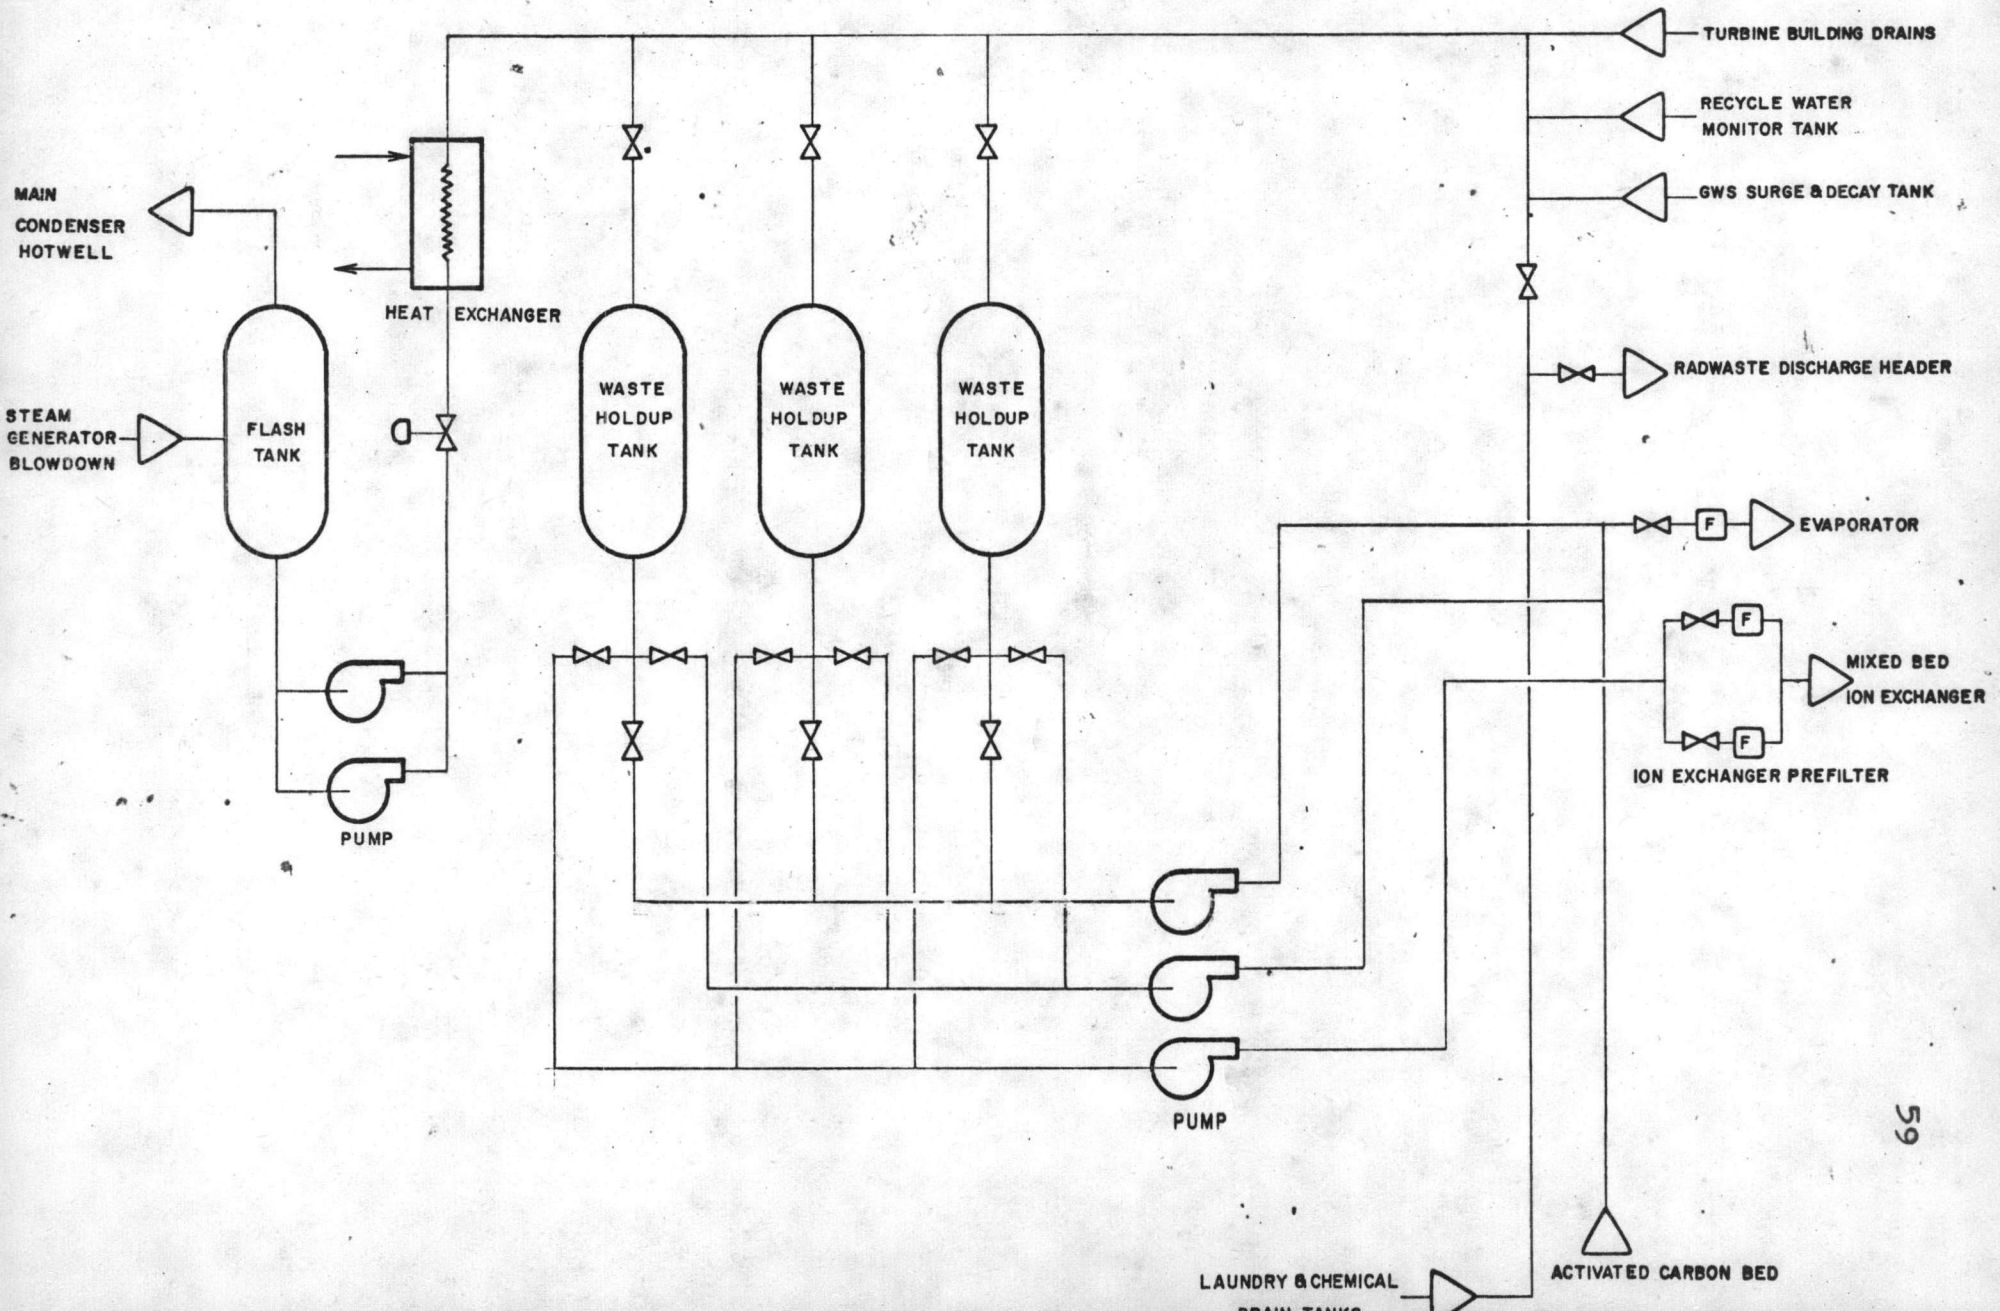 TURBINE BUILDING DRAINS
RECYCLE WATER
MONITOR TANK
GWS SURGE & DECAY TANK
MAIN
CONDENSER
HOTWELL
HEAT EXCHANGER
RADWASTE DISCHARGE HEADER
STEAM
GENERATOR
BLOWDOWN
FLASH
TANK
WASTE
HOLDUP
TANK
WASTE
HOLDUP
TANK
WASTE
HOLDUP
TANK
F
EVAPORATOR
F
MIXED BED
ION EXCHANGER
F
ION EXCHANGER PREFILTER
PUMP
PUMP
59
ACTIVATED CARBON BED
LAUNDRY & CHEMICAL
DRAIN TANKS